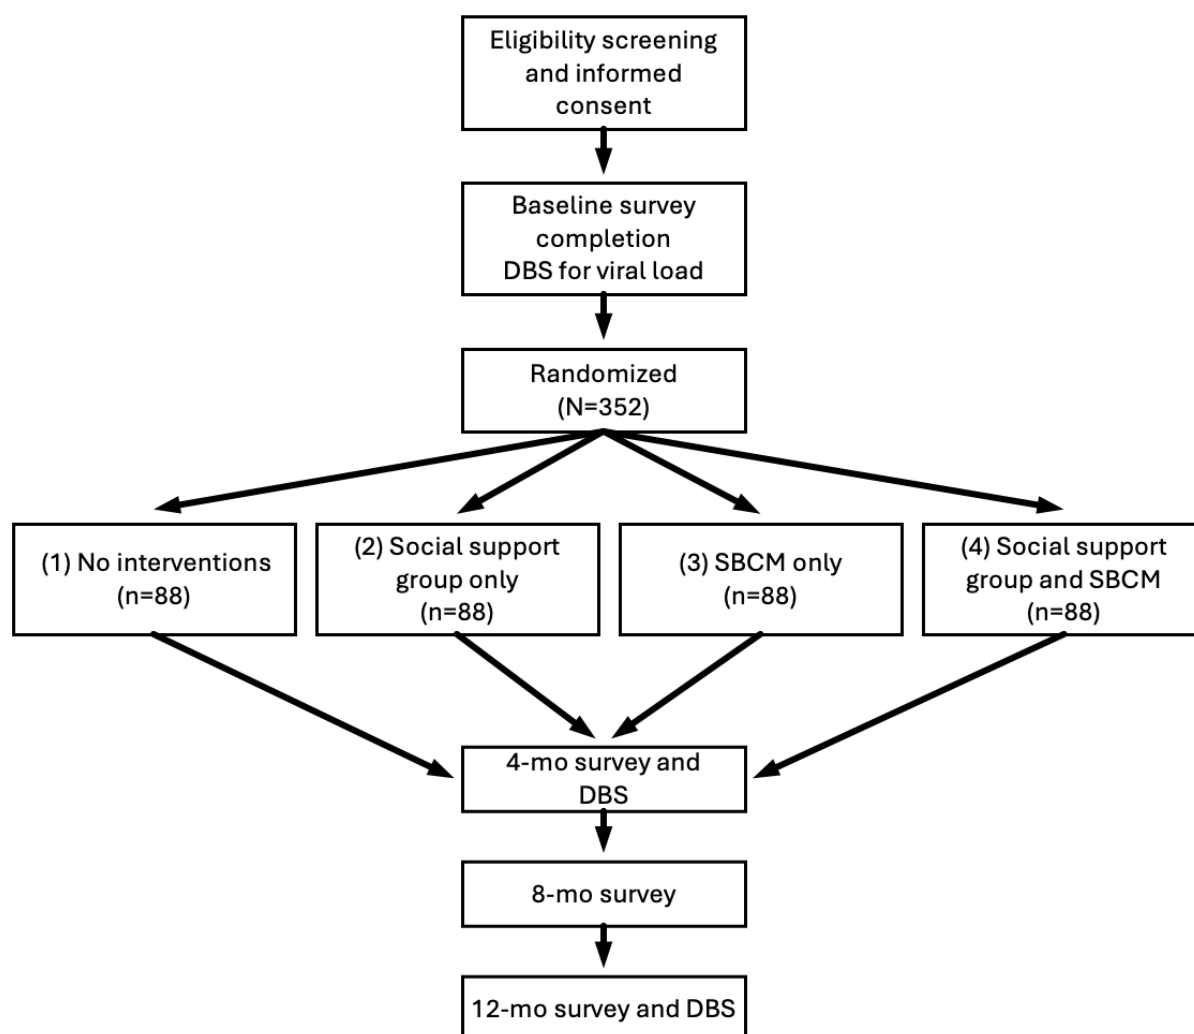 Eligibility screening
and informed
consent
Baseline survey
completion
DBS for viral load
Randomized
(N=352)
(1) No interventions
(n=88)
(2) Social support
group only
(n=88)
(3) SBCM only
(n=88)
(4) Social support
group and SBCM
(n=88)
4-mo survey and
DBS
8-mo survey
12-mo survey and DBS